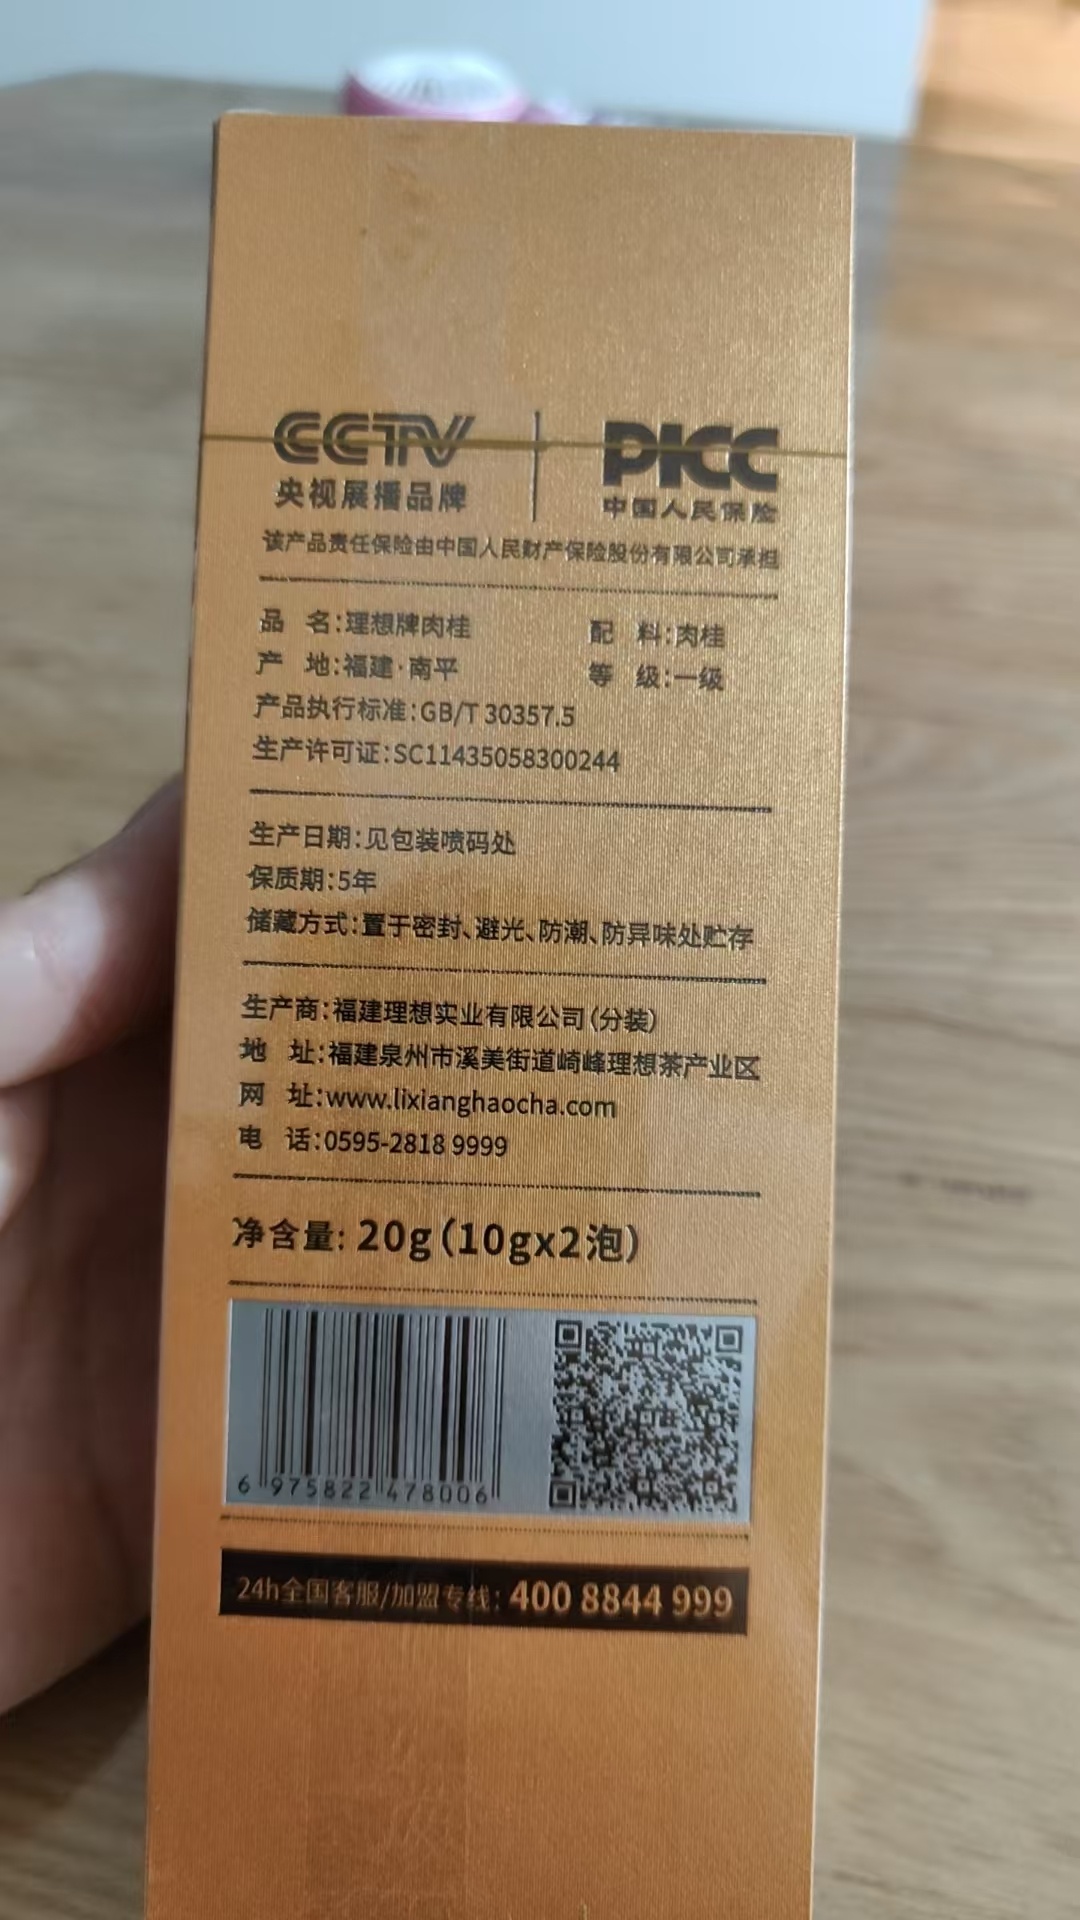 CCTV
央视展播品牌
PICC
中国人民保险
该产品责任保险由中国人民财产保险股份有限公司承担
品 名:理想牌肉桂 配 料:肉桂
产 地:福建·南平 等 级:一级
产品执行标准:GB/T 30357.5
生产许可证:SC11435058300244
生产日期:见包装喷码处
保质期:5年
储藏方式:置于密封、避光、防潮、防异味处贮存
生产商:福建理想实业有限公司(分装)
地 址:福建泉州市溪美街道崎峰理想茶产业区
网 址:www.lixianghaocha.com
电 话:0595-2818 9999
净含量: 20g(10gx2泡)
6 975822 478006
24h全国客服/加盟专线: 400 8844 999